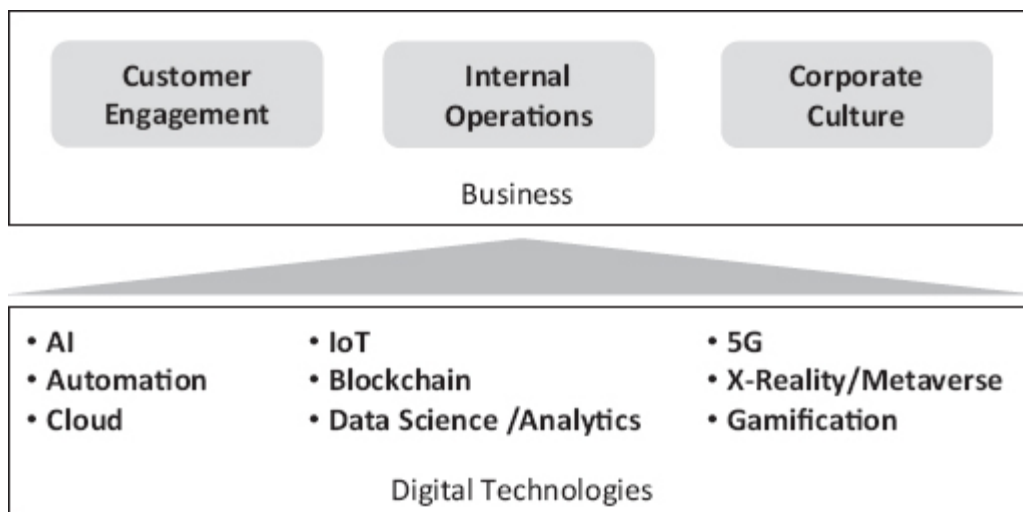 Customer
Engagement
Internal
Operations
Corporate
Culture
Business
• AI
• Automation
• Cloud
• IoT
• Blockchain
• Data Science /Analytics
• 5G
• X-Reality/Metaverse
• Gamification
Digital Technologies